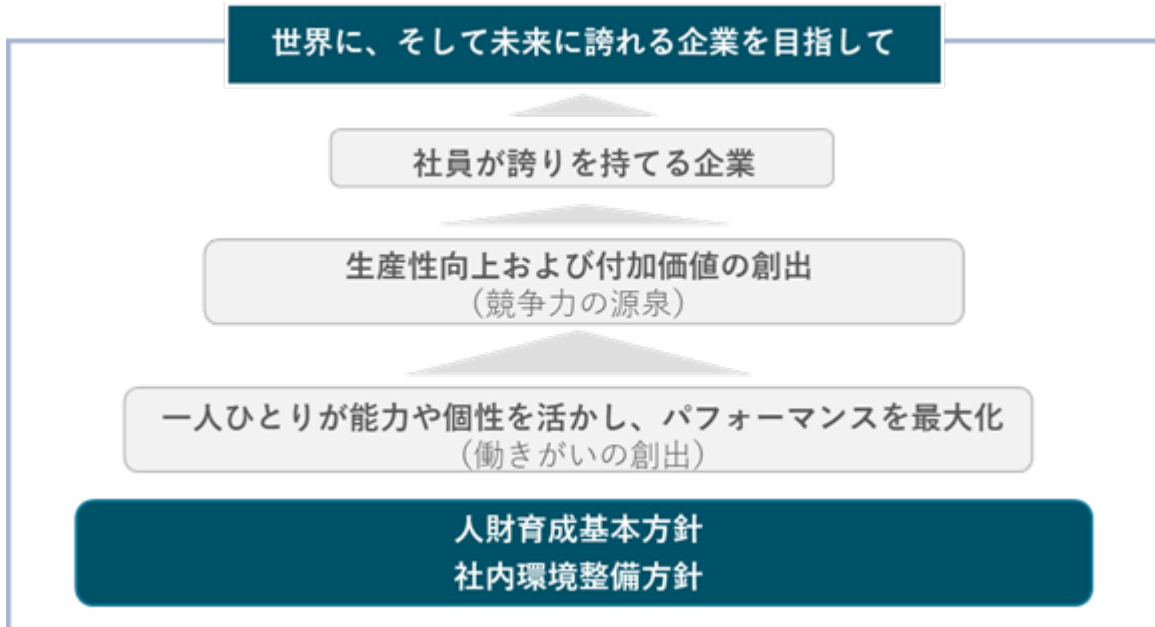 世界に、そして未来に誇れる企業を目指して
社員が誇りを持てる企業
生産性向上および付加価値の創出
（競争力の源泉）
一人ひとりが能力や個性を活かし、パフォーマンスを最大化
（働きがいの創出）
人財育成基本方針
社内環境整備方針